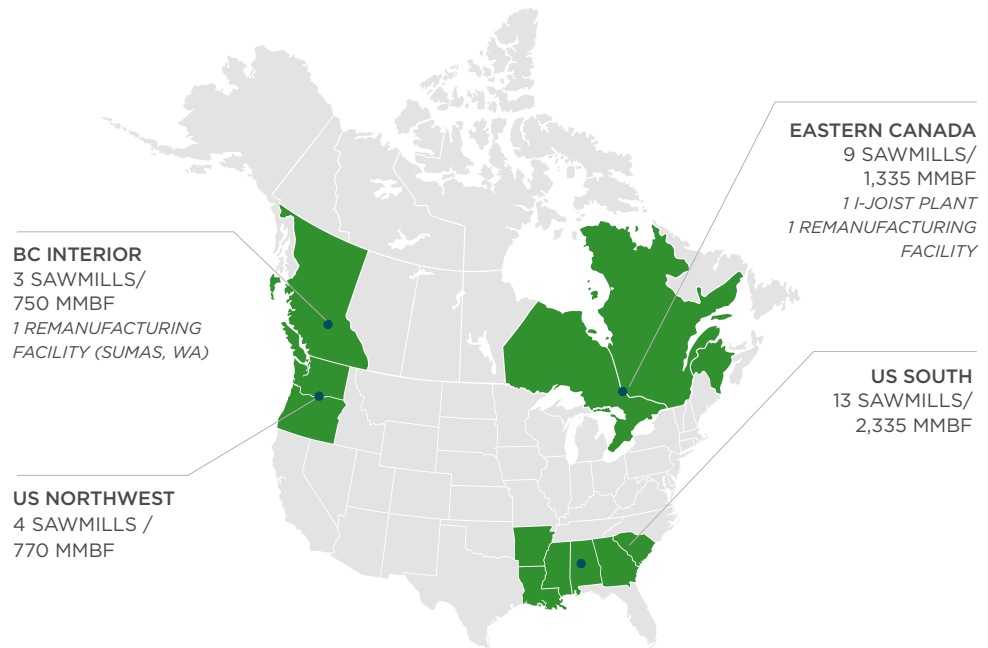 EASTERN CANADA
9 SAWMILLS/
1,335 MMBF
1 I-JOIST PLANT
1 REMANUFACTURING
FACILITY
BC INTERIOR
3 SAWMILLS/
750 MMBF
1 REMANUFACTURING
FACILITY (SUMAS, WA)
US SOUTH
13 SAWMILLS/
2,335 MMBF
US NORTHWEST
4 SAWMILLS /
770 MMBF